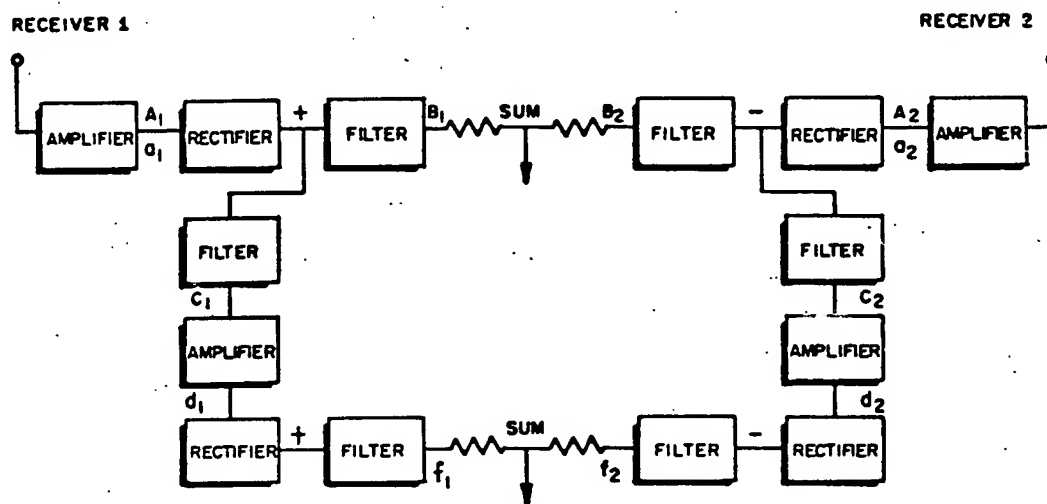 RECEIVER 1 RECEIVER 2
AMPLIFIER A1 a1 RECTIFIER + FILTER B1 SUM B2 FILTER - RECTIFIER A2 a2 AMPLIFIER
FILTER FILTER
C1 C2
AMPLIFIER AMPLIFIER
d1 d2
RECTIFIER + FILTER f1 SUM f2 FILTER - RECTIFIER